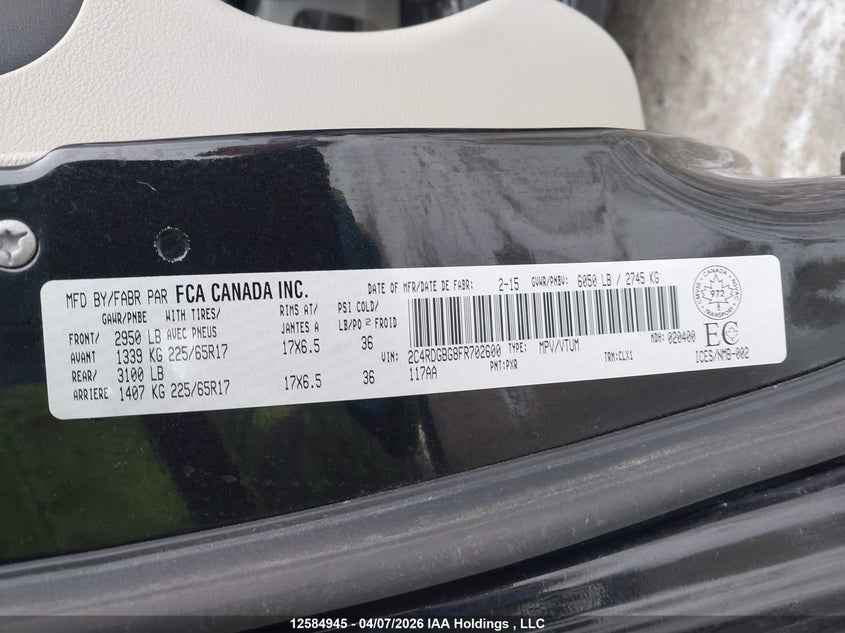 MFD BY/FABR PAR FCA CANADA INC. DATE OF MFR/DATE DE FABR: 2-15 GVWR/PNBV: 6050 LB / 2745 KG
GAWR/PNBE WITH TIRES/ RIMS AT/ PSI COLD/
AVEC PNEUS JANTES A LB/PO² FROID
FRONT/ 2950 LB
AVANT 1339 KG 225/65R17 17X6.5 36
REAR/ 3100 LB
ARRIERE 1407 KG 225/65R17 17X6.5 36
VIN: 2C4RDGBG8FR702600 TYPE: MPV/VTUM MDH: 020400
117AA PNT: PXR TRM:CLX1
CANADA
972
EC
ICES/NMB-002
12584945 - 04/07/2026 IAA Holdings , LLC